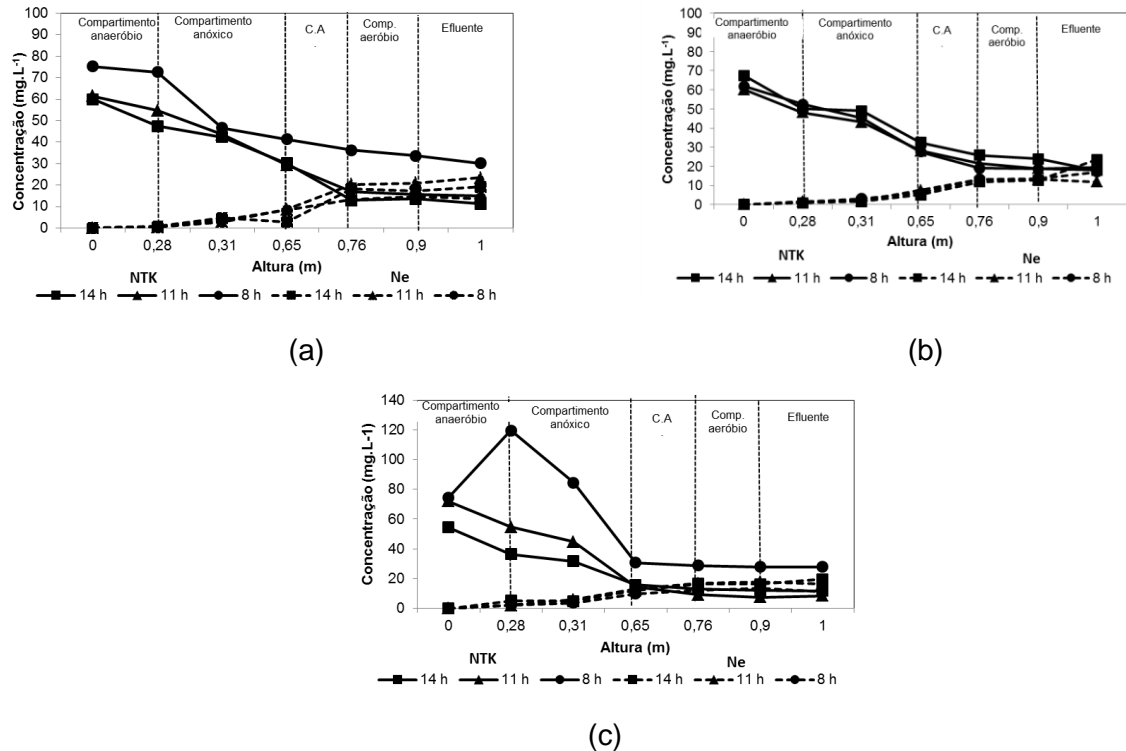 Compartimento anaeróbio
Compartimento anóxico
C.A
.
Comp. aeróbio
Efluente
Concentração (mg.L⁻¹)
100
90
80
70
60
50
40
30
20
10
0
0 0,28 0,31 0,65 0,76 0,9 1
Altura (m)
NTK Ne
14 h 11 h 8 h 14 h 11 h 8 h
(a)
Compartimento anaeróbio
Compartimento anóxico
C.A
.
Comp. aeróbio
Efluente
Concentração (mg.L⁻¹)
100
90
80
70
60
50
40
30
20
10
0
0 0,28 0,31 0,65 0,76 0,9 1
Altura (m)
NTK Ne
14 h 11 h 8 h 14 h 11 h 8 h
(b)
Compartimento anaeróbio
Compartimento anóxico
C.A
.
Comp. aeróbio
Efluente
Concentração (mg.L-1)
140
120
100
80
60
40
20
0
0 0,28 0,31 0,65 0,76 0,9 1
Altura (m)
NTK Ne
14 h 11 h 8 h 14 h 11 h 8 h
(c)